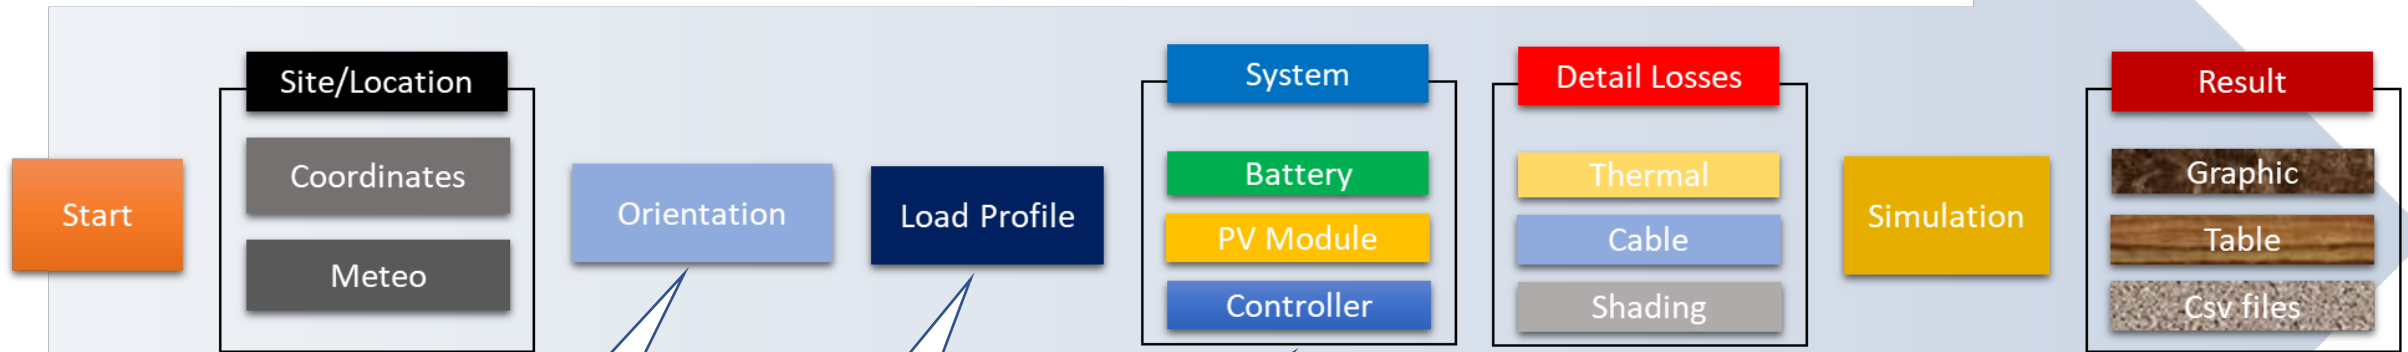 Start
Site/Location
Coordinates
Meteo
Orientation
Load Profile
System
Battery
PV Module
Controller
Detail Losses
Thermal
Cable
Shading
Simulation
Result
Graphic
Table
Csv files